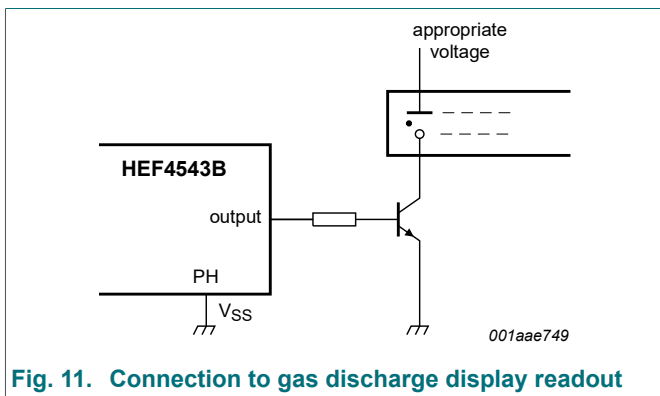 appropriate
voltage
HEF4543B
output
PH
VSS
001aae749
Fig. 11. Connection to gas discharge display readout